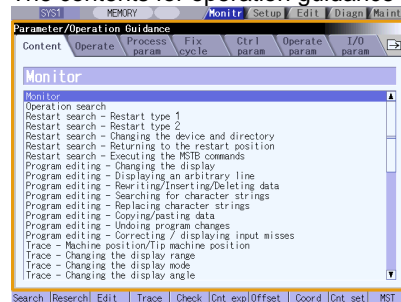 The contents for operation guidance
SYS1 MEMORY Monitr Setup Edit Diagn Maint
Parameter/Operation Guidance
Content Operate Process param Fix cycle Ctrl param Operate param I/O param
Monitor
Monitor
Operation search
Restart search - Restart type 1
Restart search - Restart type 2
Restart search - Changing the device and directory
Restart search - Returning to the restart position
Restart search - Executing the MSTB commands
Program editing - Changing the display
Program editing - Displaying an arbitrary line
Program editing - Rewriting/Inserting/Deleting data
Program editing - Searching for character strings
Program editing - Replacing character strings
Program editing - Copying/pasting data
Program editing - Undoing program changes
Program editing - Correcting / displaying input misses
Trace - Machine position/Tip machine position
Trace - Changing the display range
Trace - Changing the display mode
Trace - Changing the display angle
Search Reserch Edit Trace Check Cnt exp Offset Coord Cnt set MST